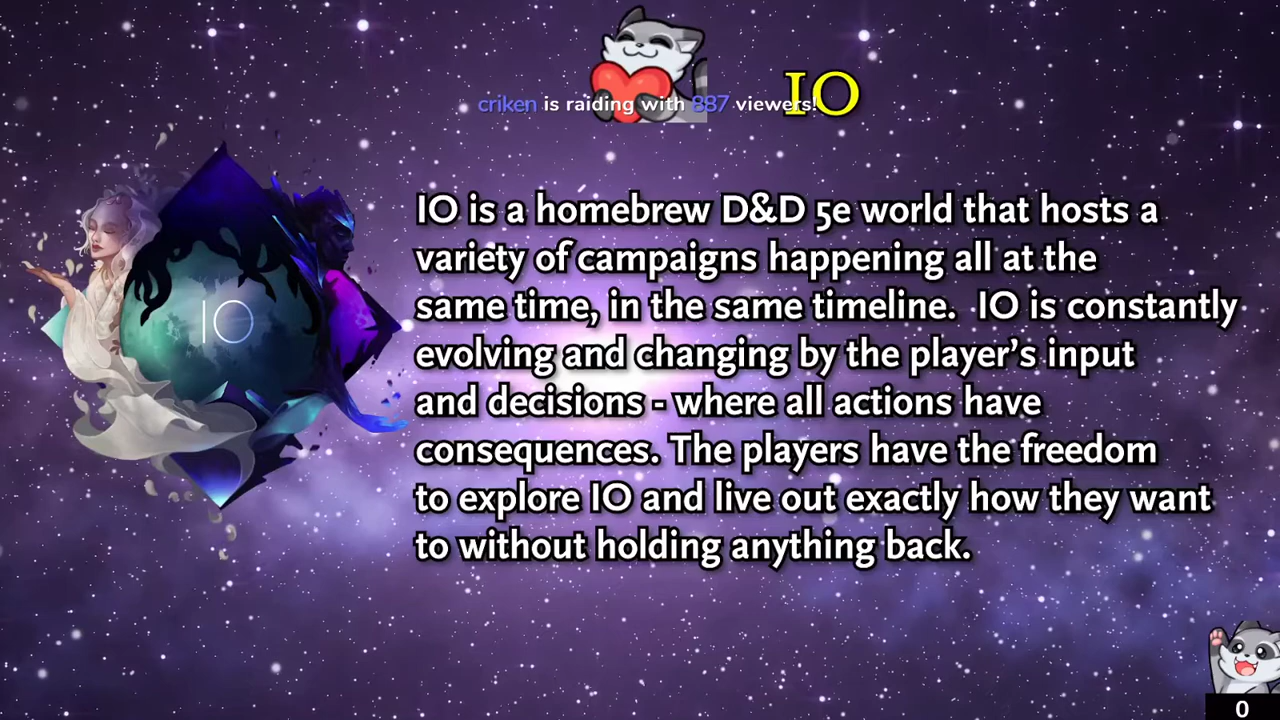 IO
criken is raiding with 887 viewers!
IO
IO is a homebrew D&D 5e world that hosts a
variety of campaigns happening all at the
same time, in the same timeline.  IO is constantly
evolving and changing by the player’s input
and decisions - where all actions have
consequences. The players have the freedom
to explore IO and live out exactly how they want
to without holding anything back.
0